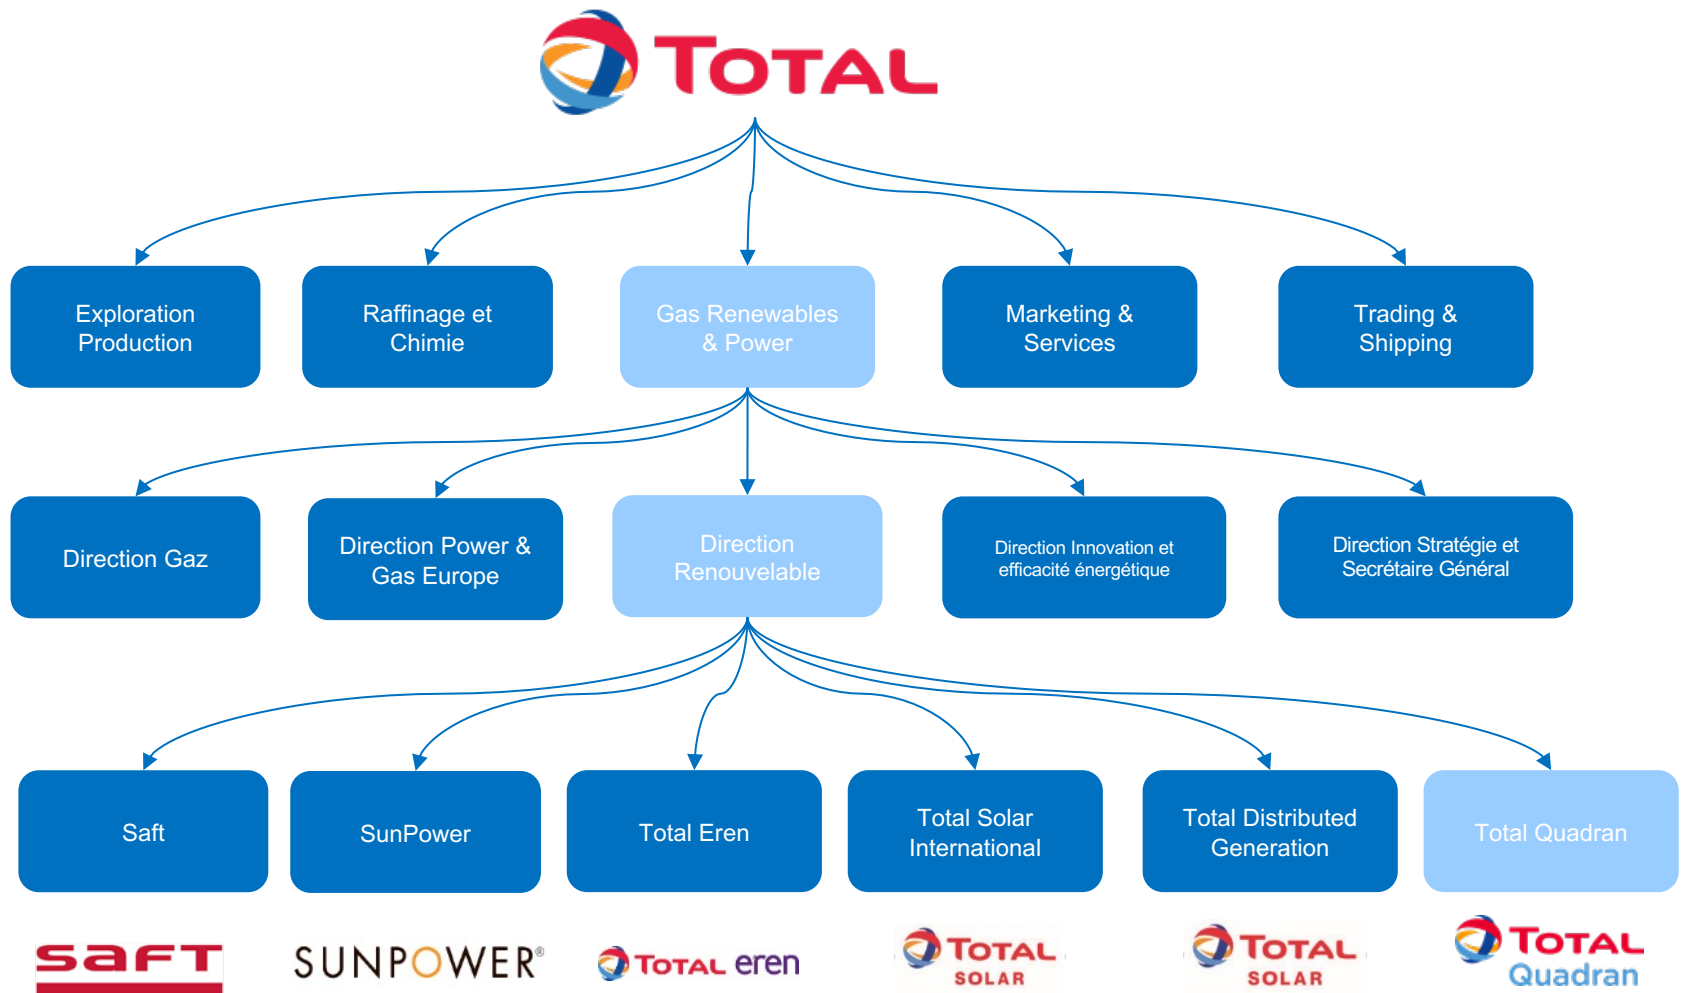 TOTAL
Exploration
Production
Raffinage et
Chimie
Gas Renewables
& Power
Marketing &
Services
Trading &
Shipping
Direction Gaz
Direction Power &
Gas Europe
Direction
Renouvelable
Direction Innovation et
efficacité énergétique
Direction Stratégie et
Secrétaire Général
Saft
SunPower
Total Eren
Total Solar
International
Total Distributed
Generation
Total Quadran
saft
SUNPOWER®
TOTAL eren
TOTAL
SOLAR
TOTAL
SOLAR
TOTAL
Quadran